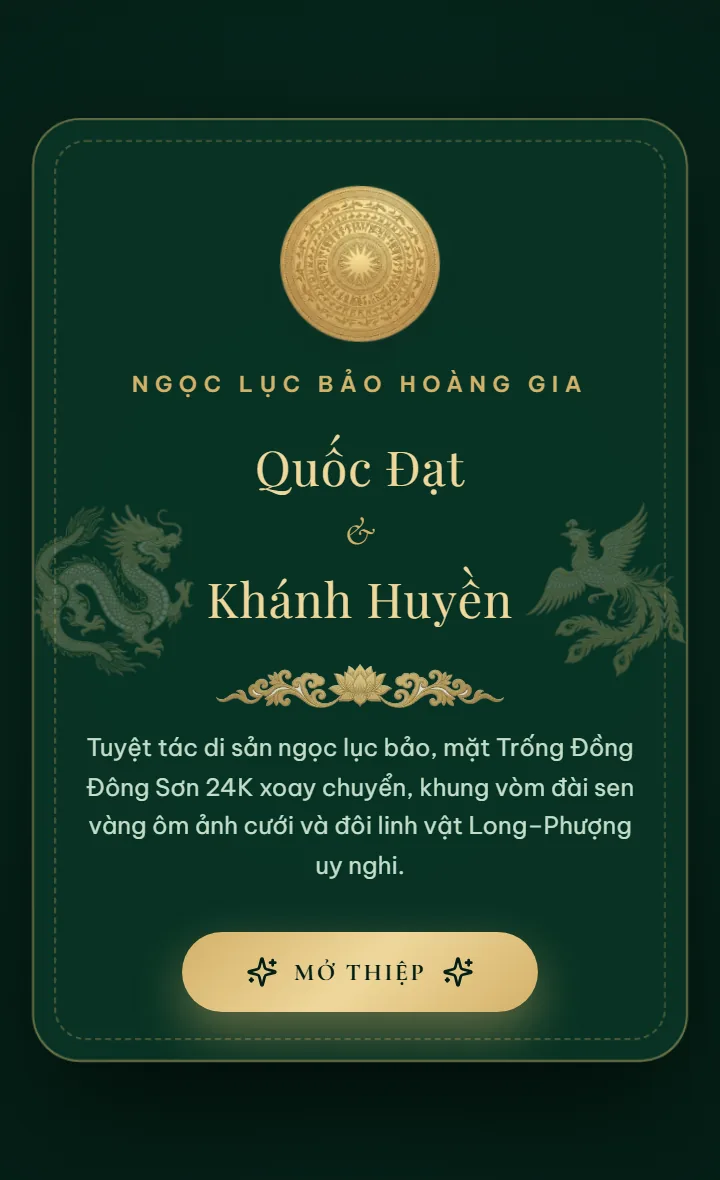 NGỌC LỤC BẢO HOÀNG GIA
Quốc Đạt
&
Khánh Huyền
Tuyệt tác di sản ngọc lục bảo, mặt Trống Đồng
Đông Sơn 24K xoay chuyển, khung vòm đài sen
vàng ôm ảnh cưới và đôi linh vật Long–Phượng
uy nghi.
MỞ THIỆP